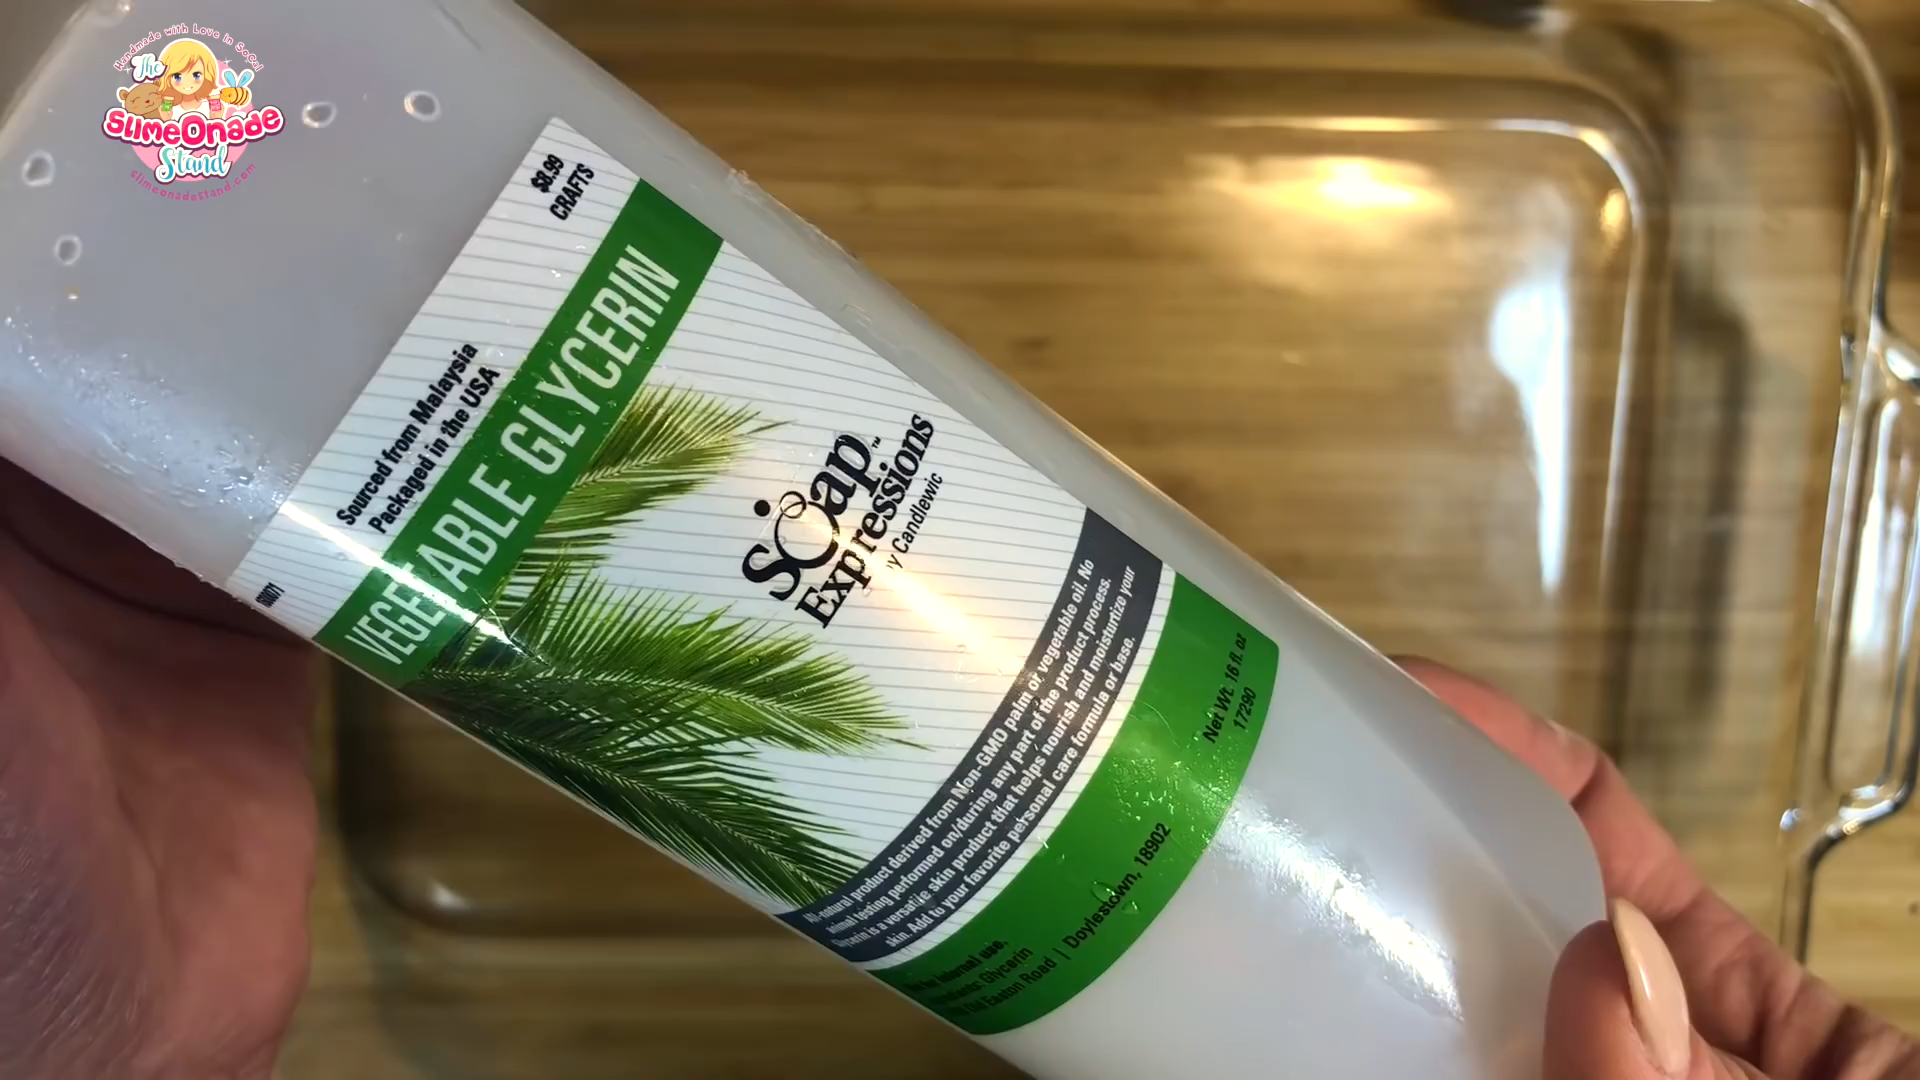 Handmade with Love in SoCal
The
SlimeOnade
Stand
slimeonadestand.com
$8.99
CRAFTS
Sourced from Malaysia
Packaged in the USA
VEGETABLE GLYCERIN
Soap™
Expressions
y Candlewic
All-natural product derived from Non-GMO palm or vegetable oil. No
animal testing performed on/during any part of the product process.
Glycerin is a versatile skin product that helps nourish and moisturize your
skin. Add to your favorite personal care formula or base.
Net Wt. 16 fl. oz
17290
for internal use.
Glycerin
Old Easton Road | Doylestown, 18902